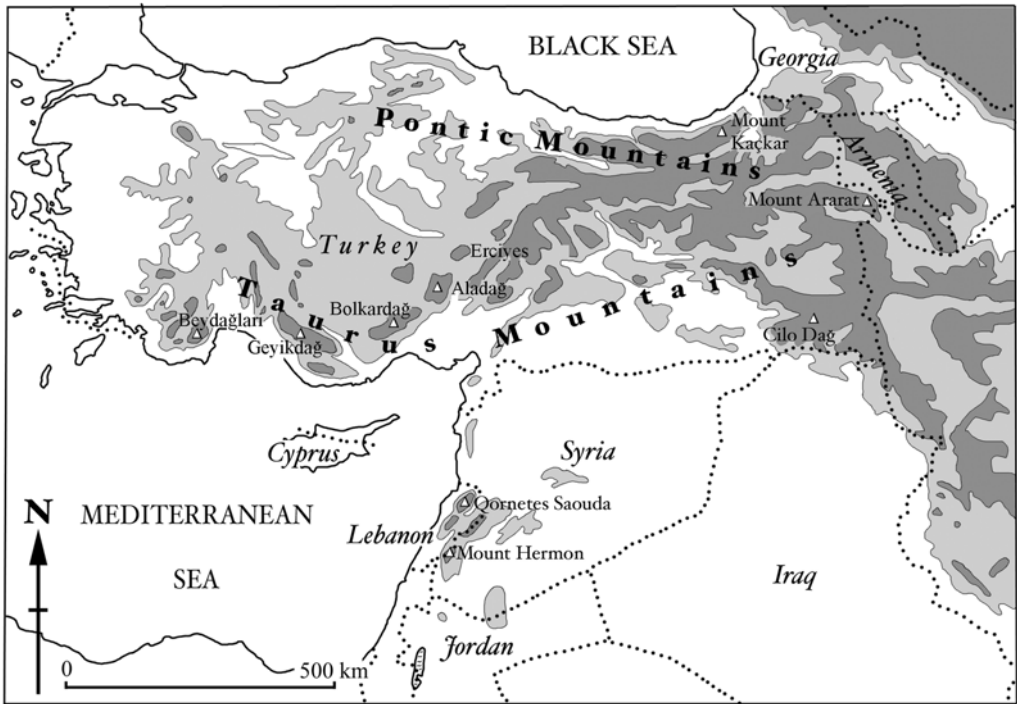 BLACK SEA
Georgia
Pontic Mountains
Mount
Kaçkar
Armenia
Mount Ararat
Turkey
Erciyes
Taurus Mountains
Aladağ
Bolkardağ
Beydağlari
Geyikdağ
Cilo Dağ
Cyprus
Syria
N
MEDITERRANEAN
SEA
Qornetes Saouda
Lebanon
Mount Hermon
Iraq
Jordan
0
500 km